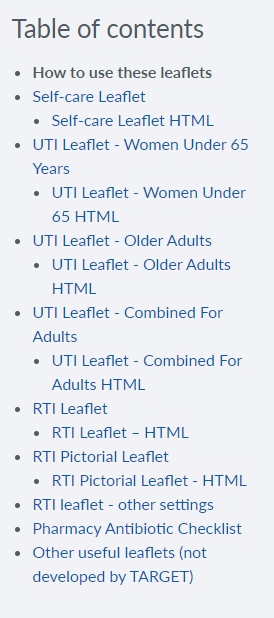 Table of contents
How to use these leaflets
Self-care Leaflet
Self-care Leaflet HTML
UTI Leaflet - Women Under 65
Years
UTI Leaflet - Women Under
65 HTML
UTI Leaflet - Older Adults
UTI Leaflet - Older Adults
HTML
UTI Leaflet - Combined For
Adults
UTI Leaflet - Combined For
Adults HTML
RTI Leaflet
RTI Leaflet – HTML
RTI Pictorial Leaflet
RTI Pictorial Leaflet - HTML
RTI leaflet - other settings
Pharmacy Antibiotic Checklist
Other useful leaflets (not
developed by TARGET)